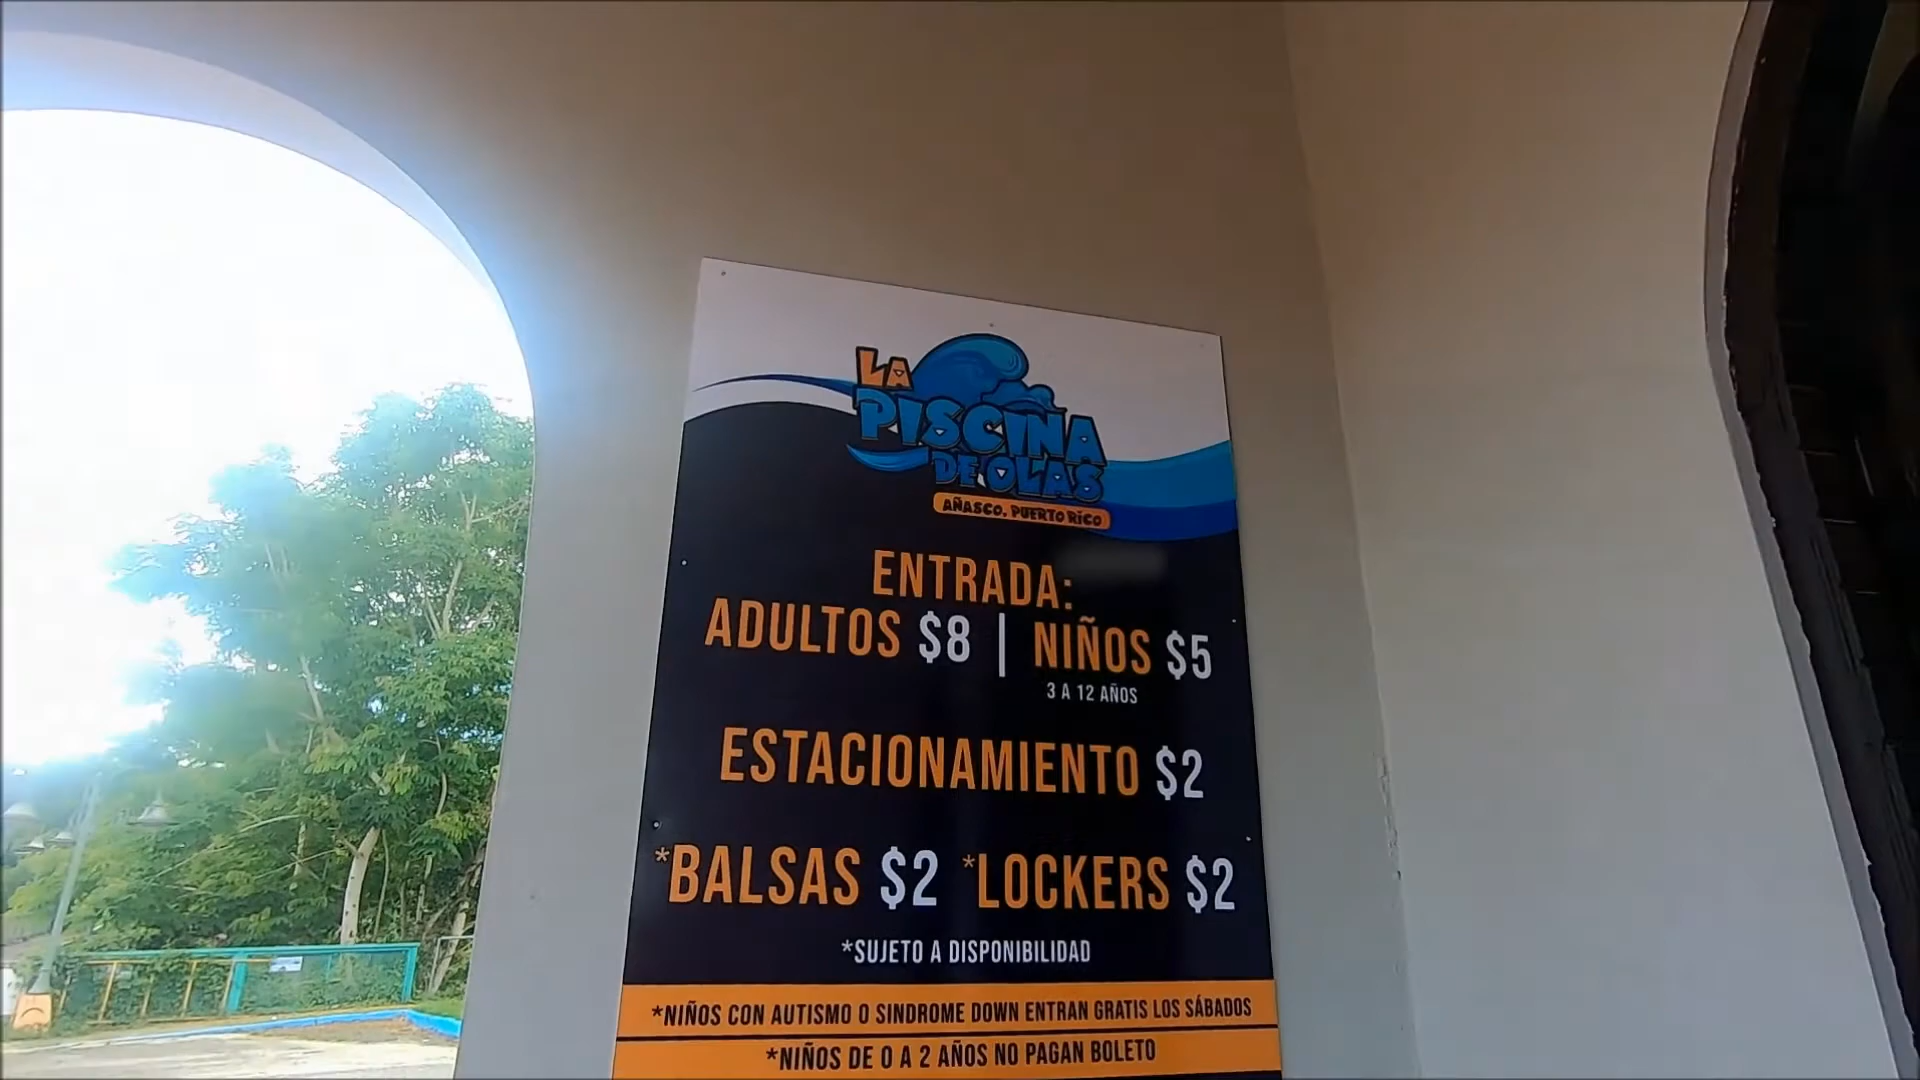 LA
PISCINA
DE OLAS
AÑASCO, PUERTO RICO
ENTRADA:
ADULTOS $8 | NIÑOS $5
3 A 12 AÑOS
ESTACIONAMIENTO $2
*BALSAS $2 *LOCKERS $2
*SUJETO A DISPONIBILIDAD
*NIÑOS CON AUTISMO O SINDROME DOWN ENTRAN GRATIS LOS SÁBADOS
*NIÑOS DE 0 A 2 AÑOS NO PAGAN BOLETO